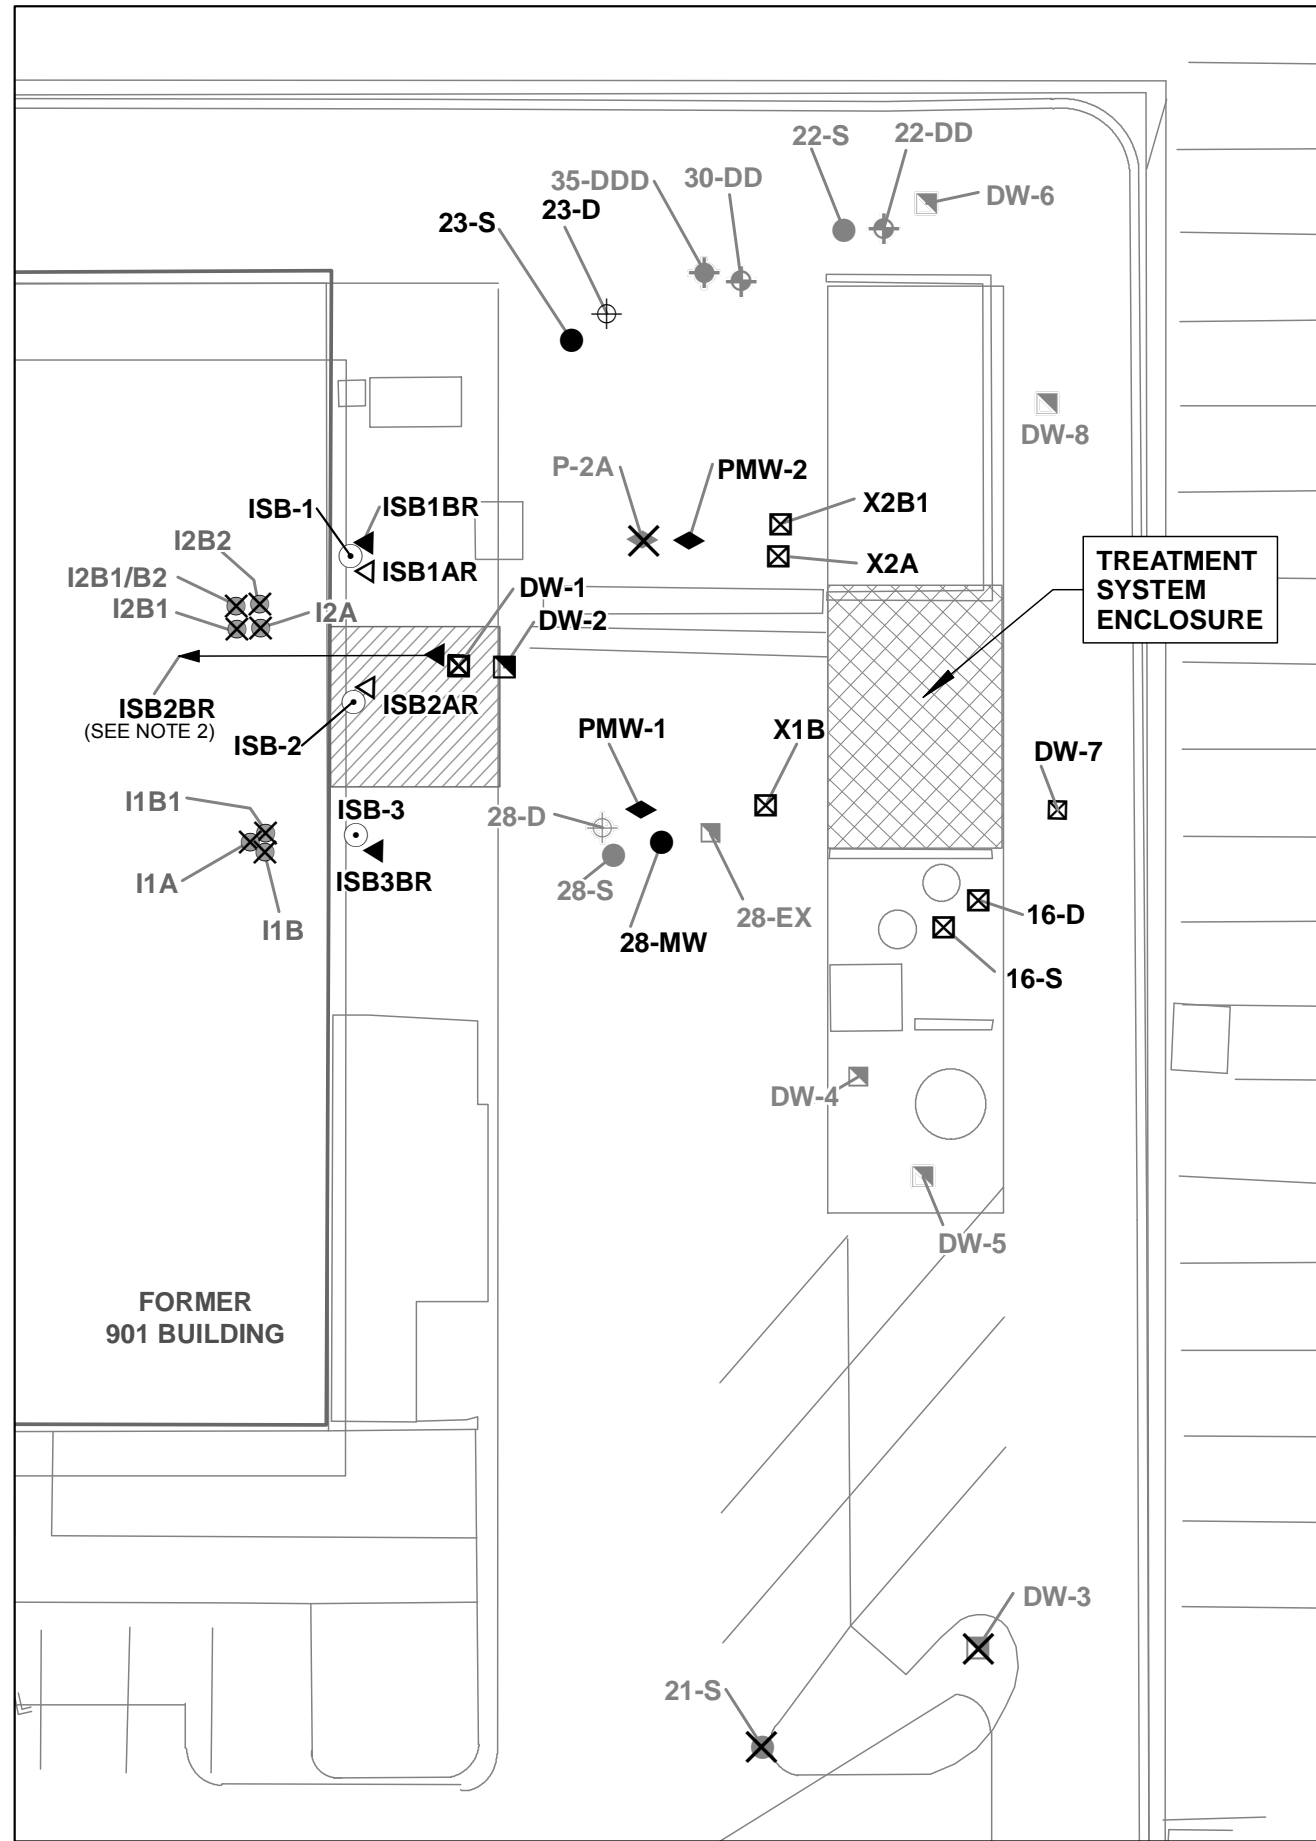 22-S
22-DD
35-DDD
30-DD
DW-6
23-D
23-S
DW-8
P-2A
PMW-2
ISB-1
ISB1BR
X2B1
I2B2
X2A
TREATMENT
SYSTEM
ENCLOSURE
I2B1/B2
ISB1AR
DW-1
I2B1
I2A
DW-2
ISB2BR
(SEE NOTE 2)
ISB2AR
ISB-2
PMW-1
X1B
DW-7
I1B1
ISB-3
28-D
I1A
ISB3BR
28-S
28-EX
16-D
I1B
28-MW
16-S
DW-4
DW-5
FORMER
901 BUILDING
DW-3
21-S